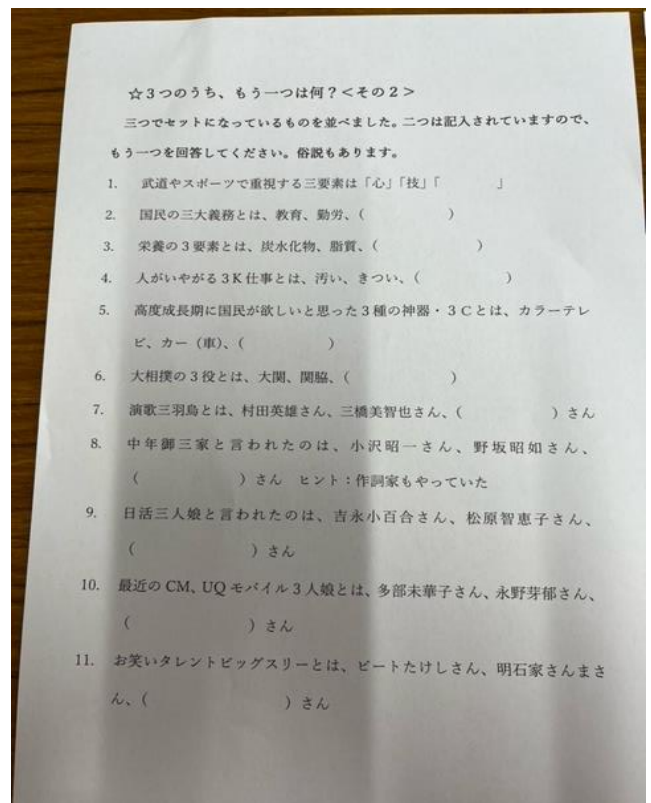 ☆3つのうち、もう一つは何？＜その2＞
三つでセットになっているものを並べました。二つは記入されていますので、
もう一つを回答してください。俗説もあります。
1. 武道やスポーツで重視する三要素は「心」「技」「　　　」
2. 国民の三大義務とは、教育、勤労、（　　　　　）
3. 栄養の3要素とは、炭水化物、脂質、（　　　　　）
4. 人がいやがる3K仕事とは、汚い、きつい、（　　　　　）
5. 高度成長期に国民が欲しいと思った3種の神器・3Cとは、カラーテレ
ビ、カー（車）、（　　　　　）
6. 大相撲の3役とは、大関、関脇、（　　　　　）
7. 演歌三羽烏とは、村田英雄さん、三橋美智也さん、（　　　　　）さん
8. 中年御三家と言われたのは、小沢昭一さん、野坂昭如さん、
（　　　　　）さん　ヒント：作詞家もやっていた
9. 日活三人娘と言われたのは、吉永小百合さん、松原智恵子さん、
（　　　　　）さん
10. 最近のCM、UQモバイル3人娘とは、多部未華子さん、永野芽郁さん、
（　　　　　）さん
11. お笑いタレントビッグスリーとは、ビートたけしさん、明石家さんまさ
ん、（　　　　　）さん